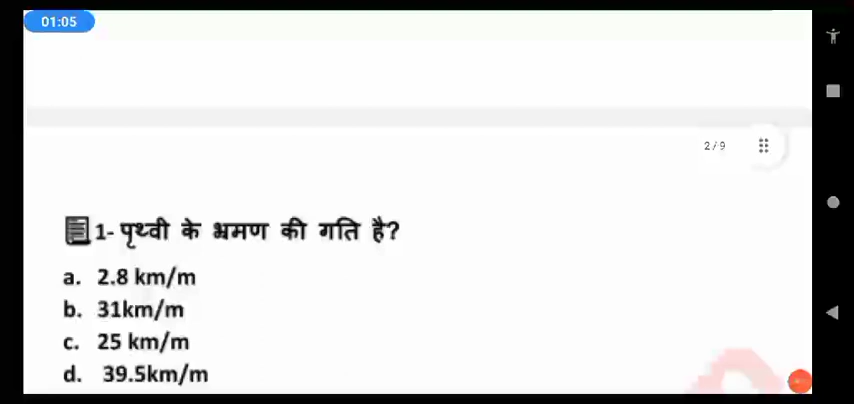 01:05
2/9
1- पृथ्वी के भ्रमण की गति है?
a. 2.8 km/m
b. 31km/m
c. 25 km/m
d. 39.5km/m